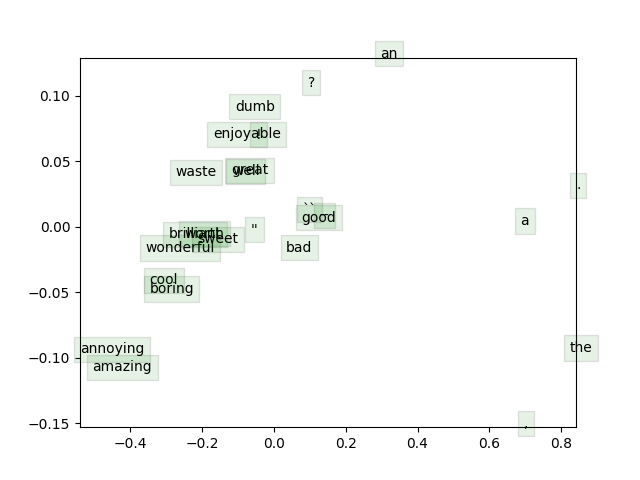 an
?
dumb
0.10
enjoyable
!
0.05
waste
great
well
.
``
good
a
0.00
"
brilliant
worth
sweet
wonderful
bad
cool
boring
−0.05
annoying
the
−0.10
amazing
−0.15
,
−0.4 −0.2 0.0 0.2 0.4 0.6 0.8